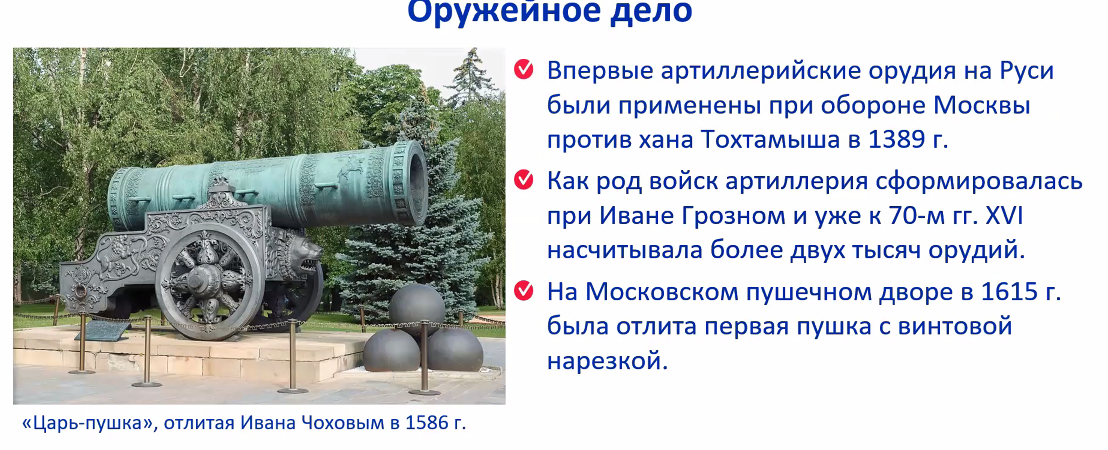 Оружейное дело
Впервые артиллерийские орудия на Руси
были применены при обороне Москвы
против хана Тохтамыша в 1389 г.
Как род войск артиллерия сформировалась
при Иване Грозном и уже к 70-м гг. XVI
насчитывала более двух тысяч орудий.
На Московском пушечном дворе в 1615 г.
была отлита первая пушка с винтовой
нарезкой.
«Царь-пушка», отлитая Ивана Чоховым в 1586 г.